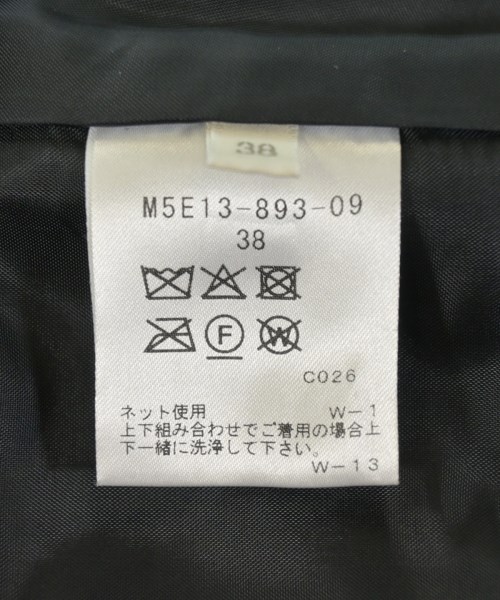 38
M5E13-893-09
38
F W
C026
ネット使用 W-1
上下組み合わせでご着用の場合上
下一緒に洗浄して下さい。
W-13